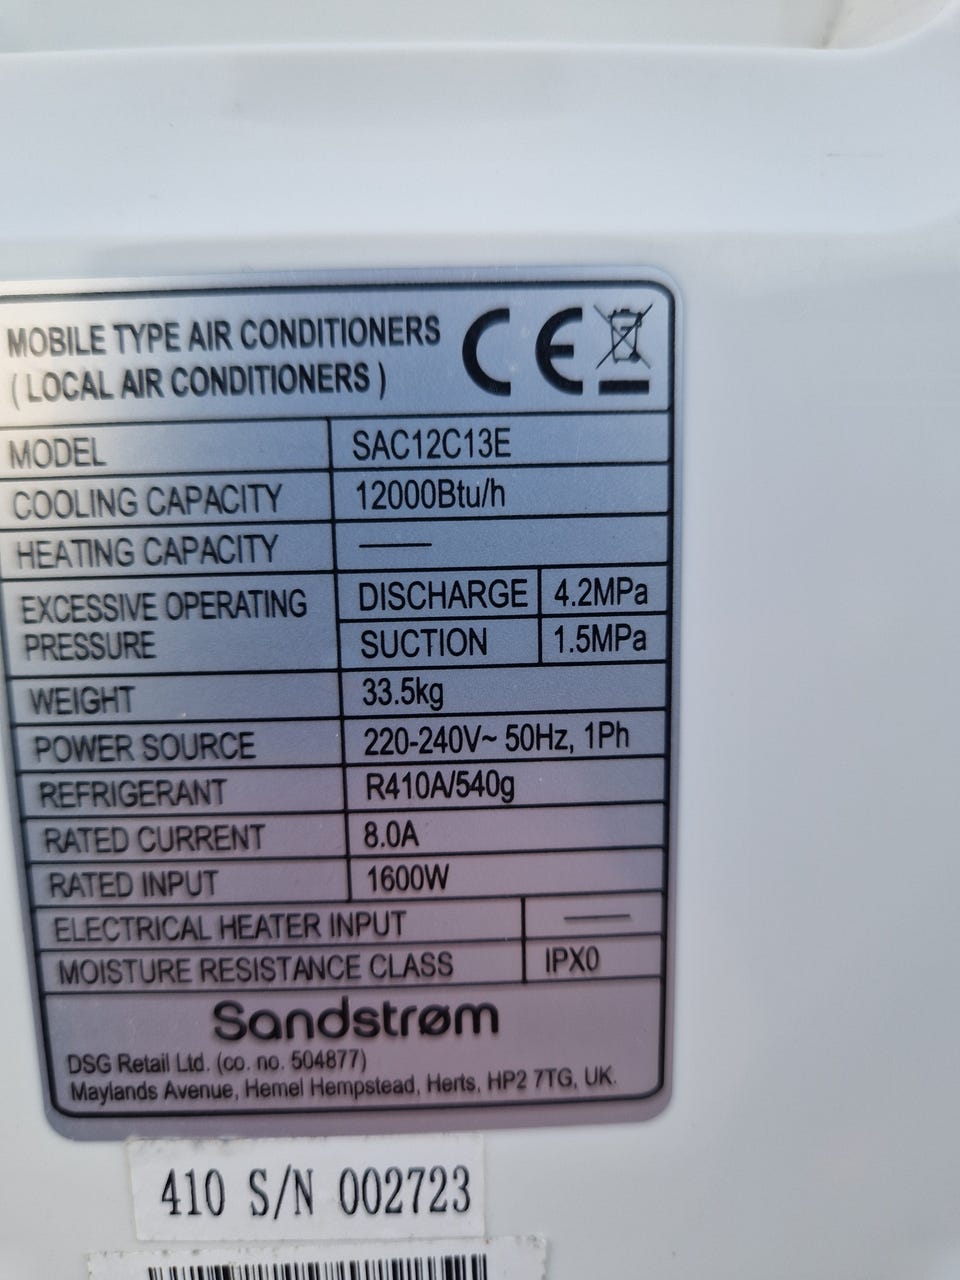 MOBILE TYPE AIR CONDITIONERS
( LOCAL AIR CONDITIONERS )
CE
MODEL SAC12C13E
COOLING CAPACITY 12000Btu/h
HEATING CAPACITY ——
EXCESSIVE OPERATING PRESSURE DISCHARGE 4.2MPa
SUCTION 1.5MPa
WEIGHT 33.5kg
POWER SOURCE 220-240V~ 50Hz, 1Ph
REFRIGERANT R410A/540g
RATED CURRENT 8.0A
RATED INPUT 1600W
ELECTRICAL HEATER INPUT ——
MOISTURE RESISTANCE CLASS IPX0
Sandstrøm
DSG Retail Ltd. (co. no. 504877)
Maylands Avenue, Hemel Hempstead, Herts, HP2 7TG, UK.
410 S/N 002723